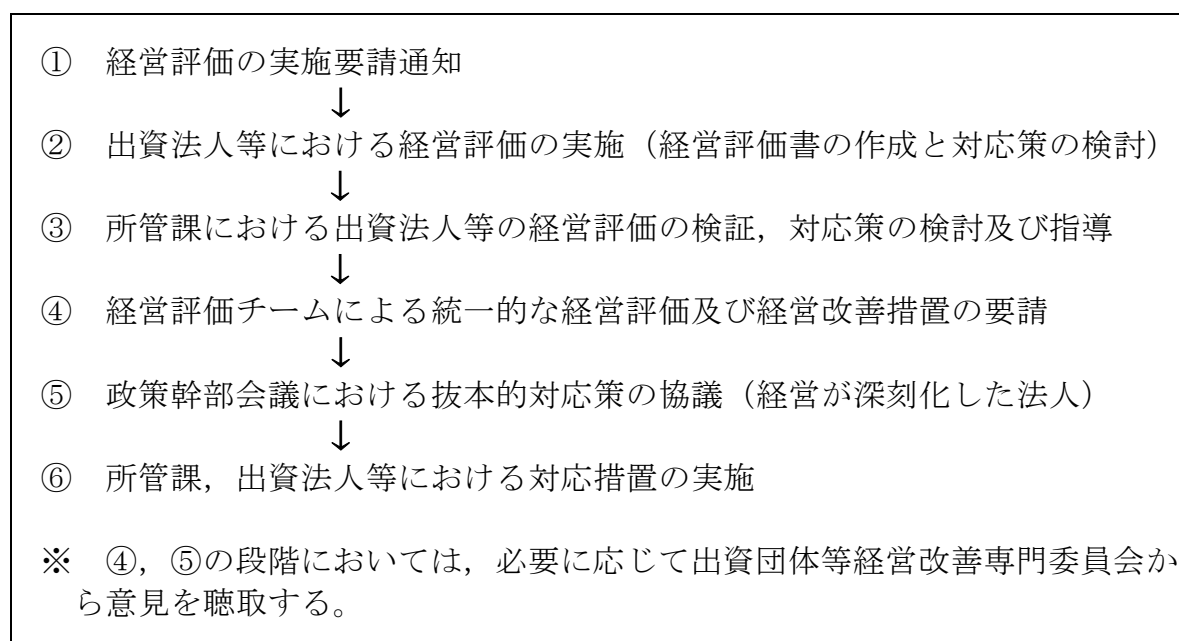 ①　経営評価の実施要請通知
↓
②　出資法人等における経営評価の実施（経営評価書の作成と対応策の検討）
↓
③　所管課における出資法人等の経営評価の検証，対応策の検討及び指導
↓
④　経営評価チームによる統一的な経営評価及び経営改善措置の要請
↓
⑤　政策幹部会議における抜本的対応策の協議（経営が深刻化した法人）
↓
⑥　所管課，出資法人等における対応措置の実施
※　④，⑤の段階においては，必要に応じて出資団体等経営改善専門委員会か
ら意見を聴取する。